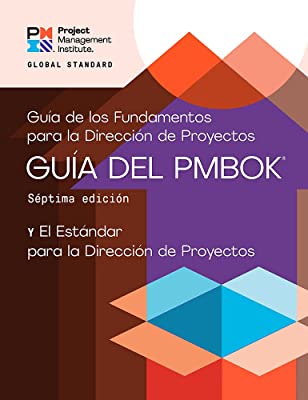 Project
Management
Institute.
GLOBAL STANDARD
Guía de los Fundamentos
para la Dirección de Proyectos
GUÍA DEL PMBOK®
Séptima edición
Y El Estándar
para la Dirección de Proyectos